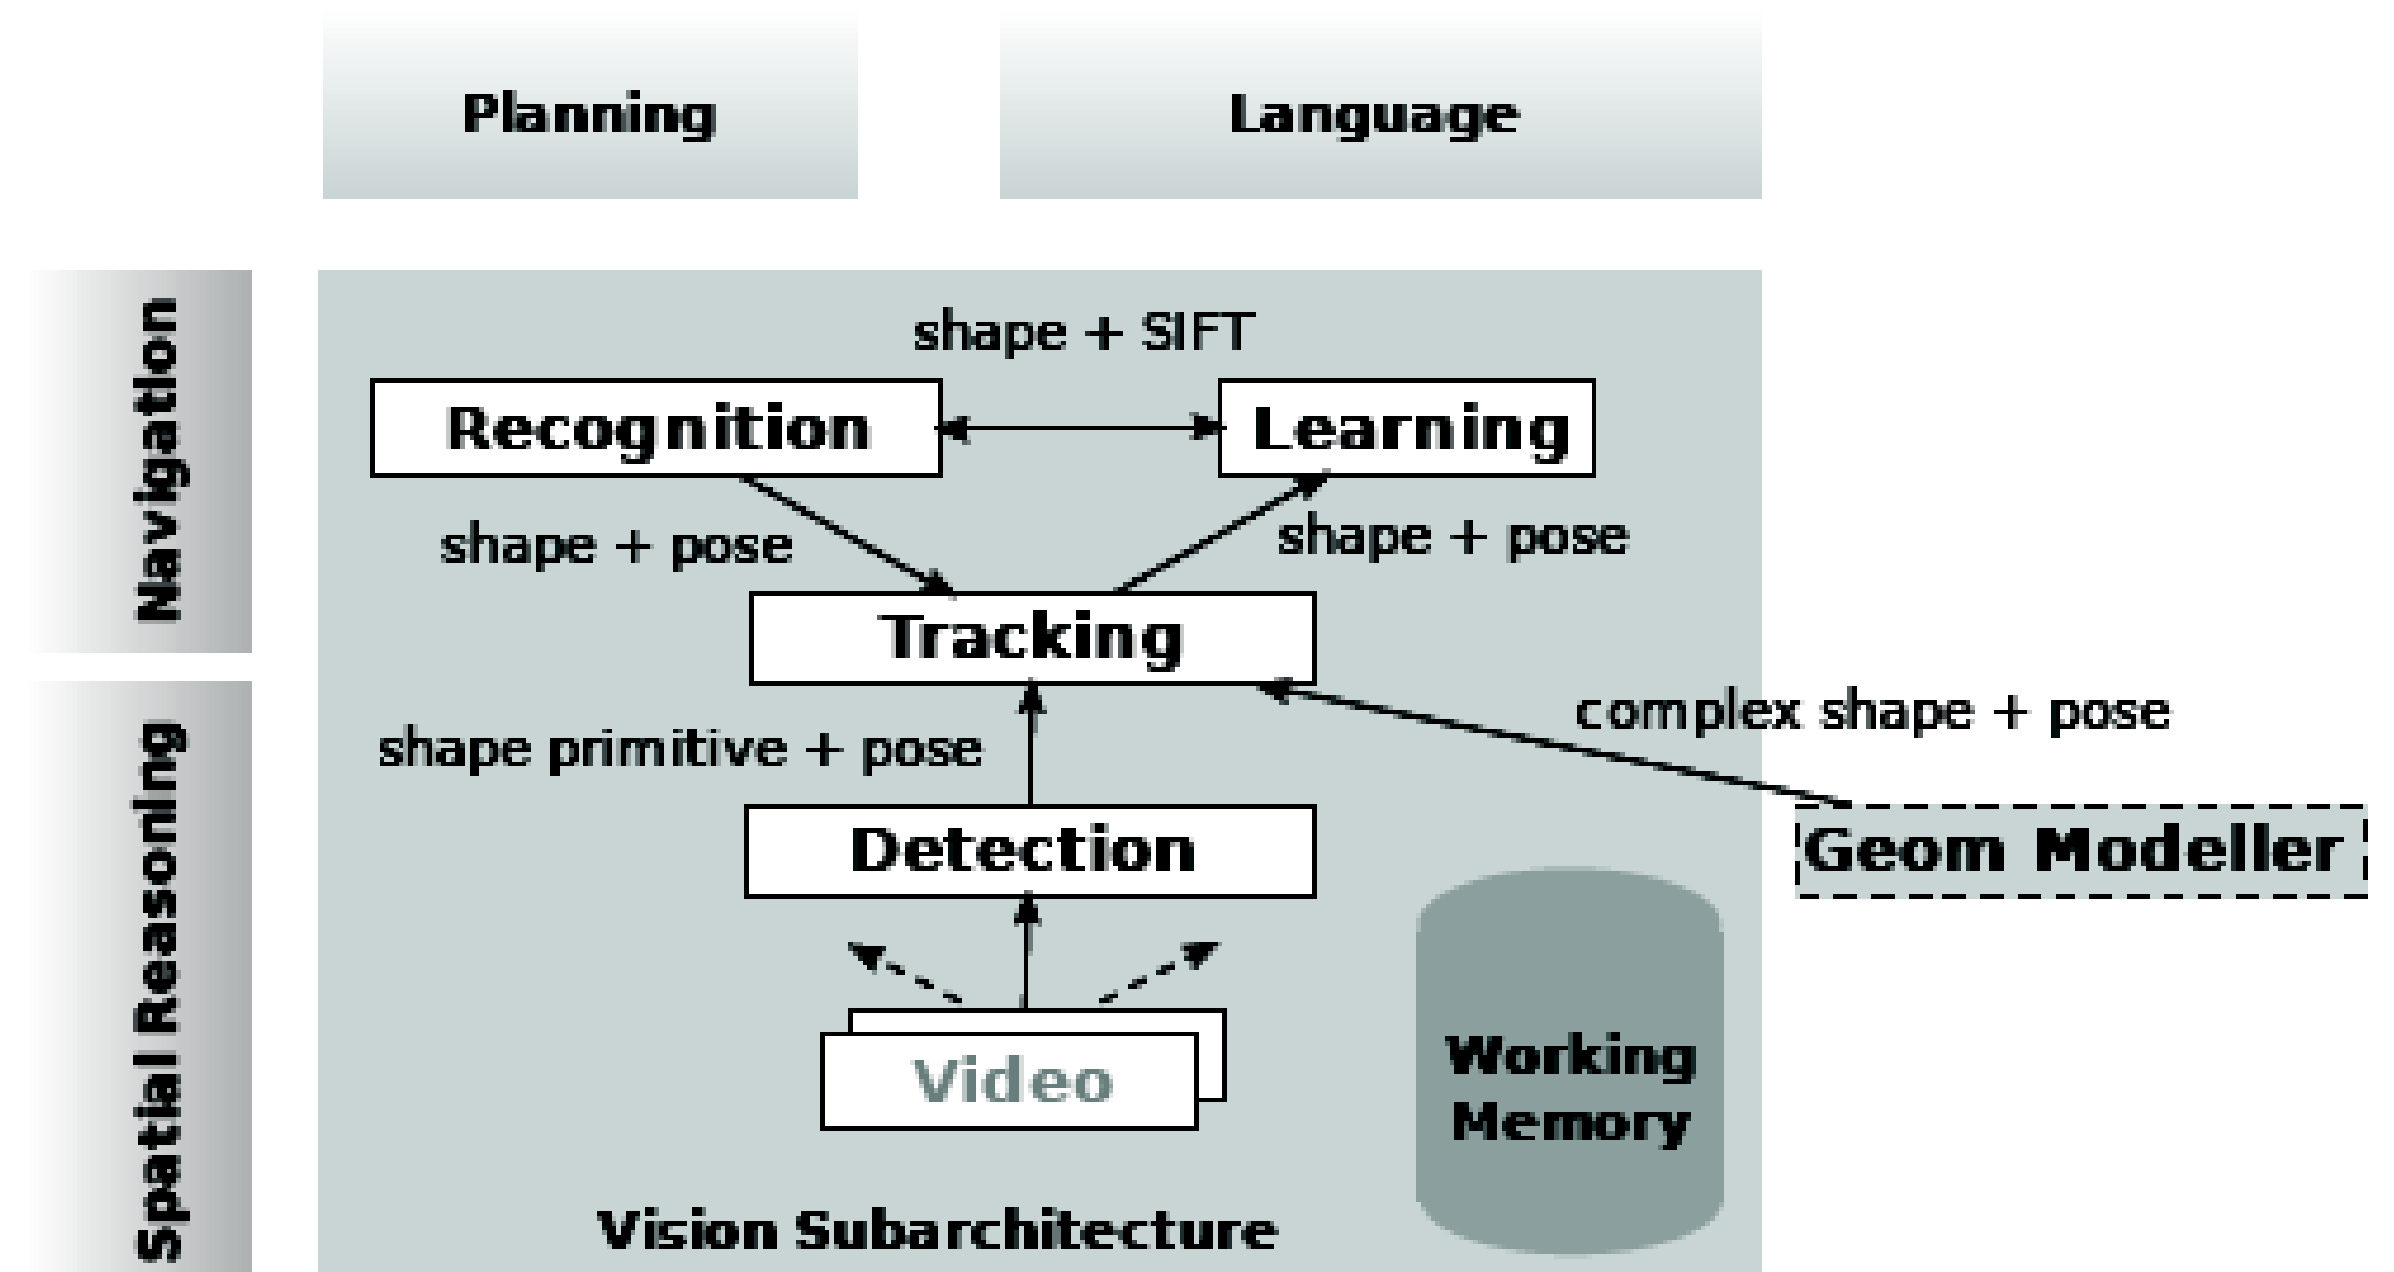 Planning
Language
Navigation
shape + SIFT
Recognition
Learning
shape + pose
shape + pose
Tracking
complex shape + pose
shape primitive + pose
Spatial Reasoning
Detection
Geom Modeller
Video
Working
Memory
Vision Subarchitecture